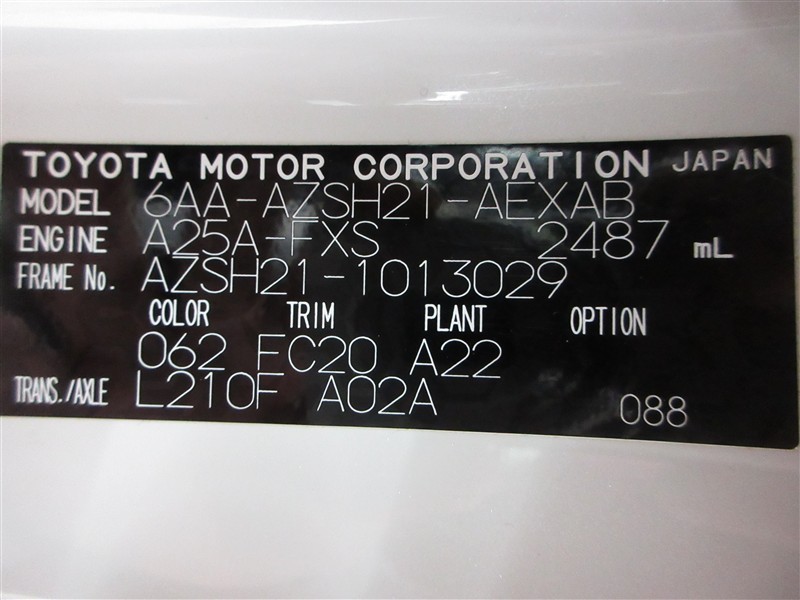 TOYOTA MOTOR CORPORATION JAPAN
MODEL 6AA-AZSH21-AEXAB
ENGINE A25A-FXS 2487 mL
FRAME No. AZSH21-1013029
COLOR TRIM PLANT OPTION
062 FC20 A22
TRANS./AXLE L210F A02A 088